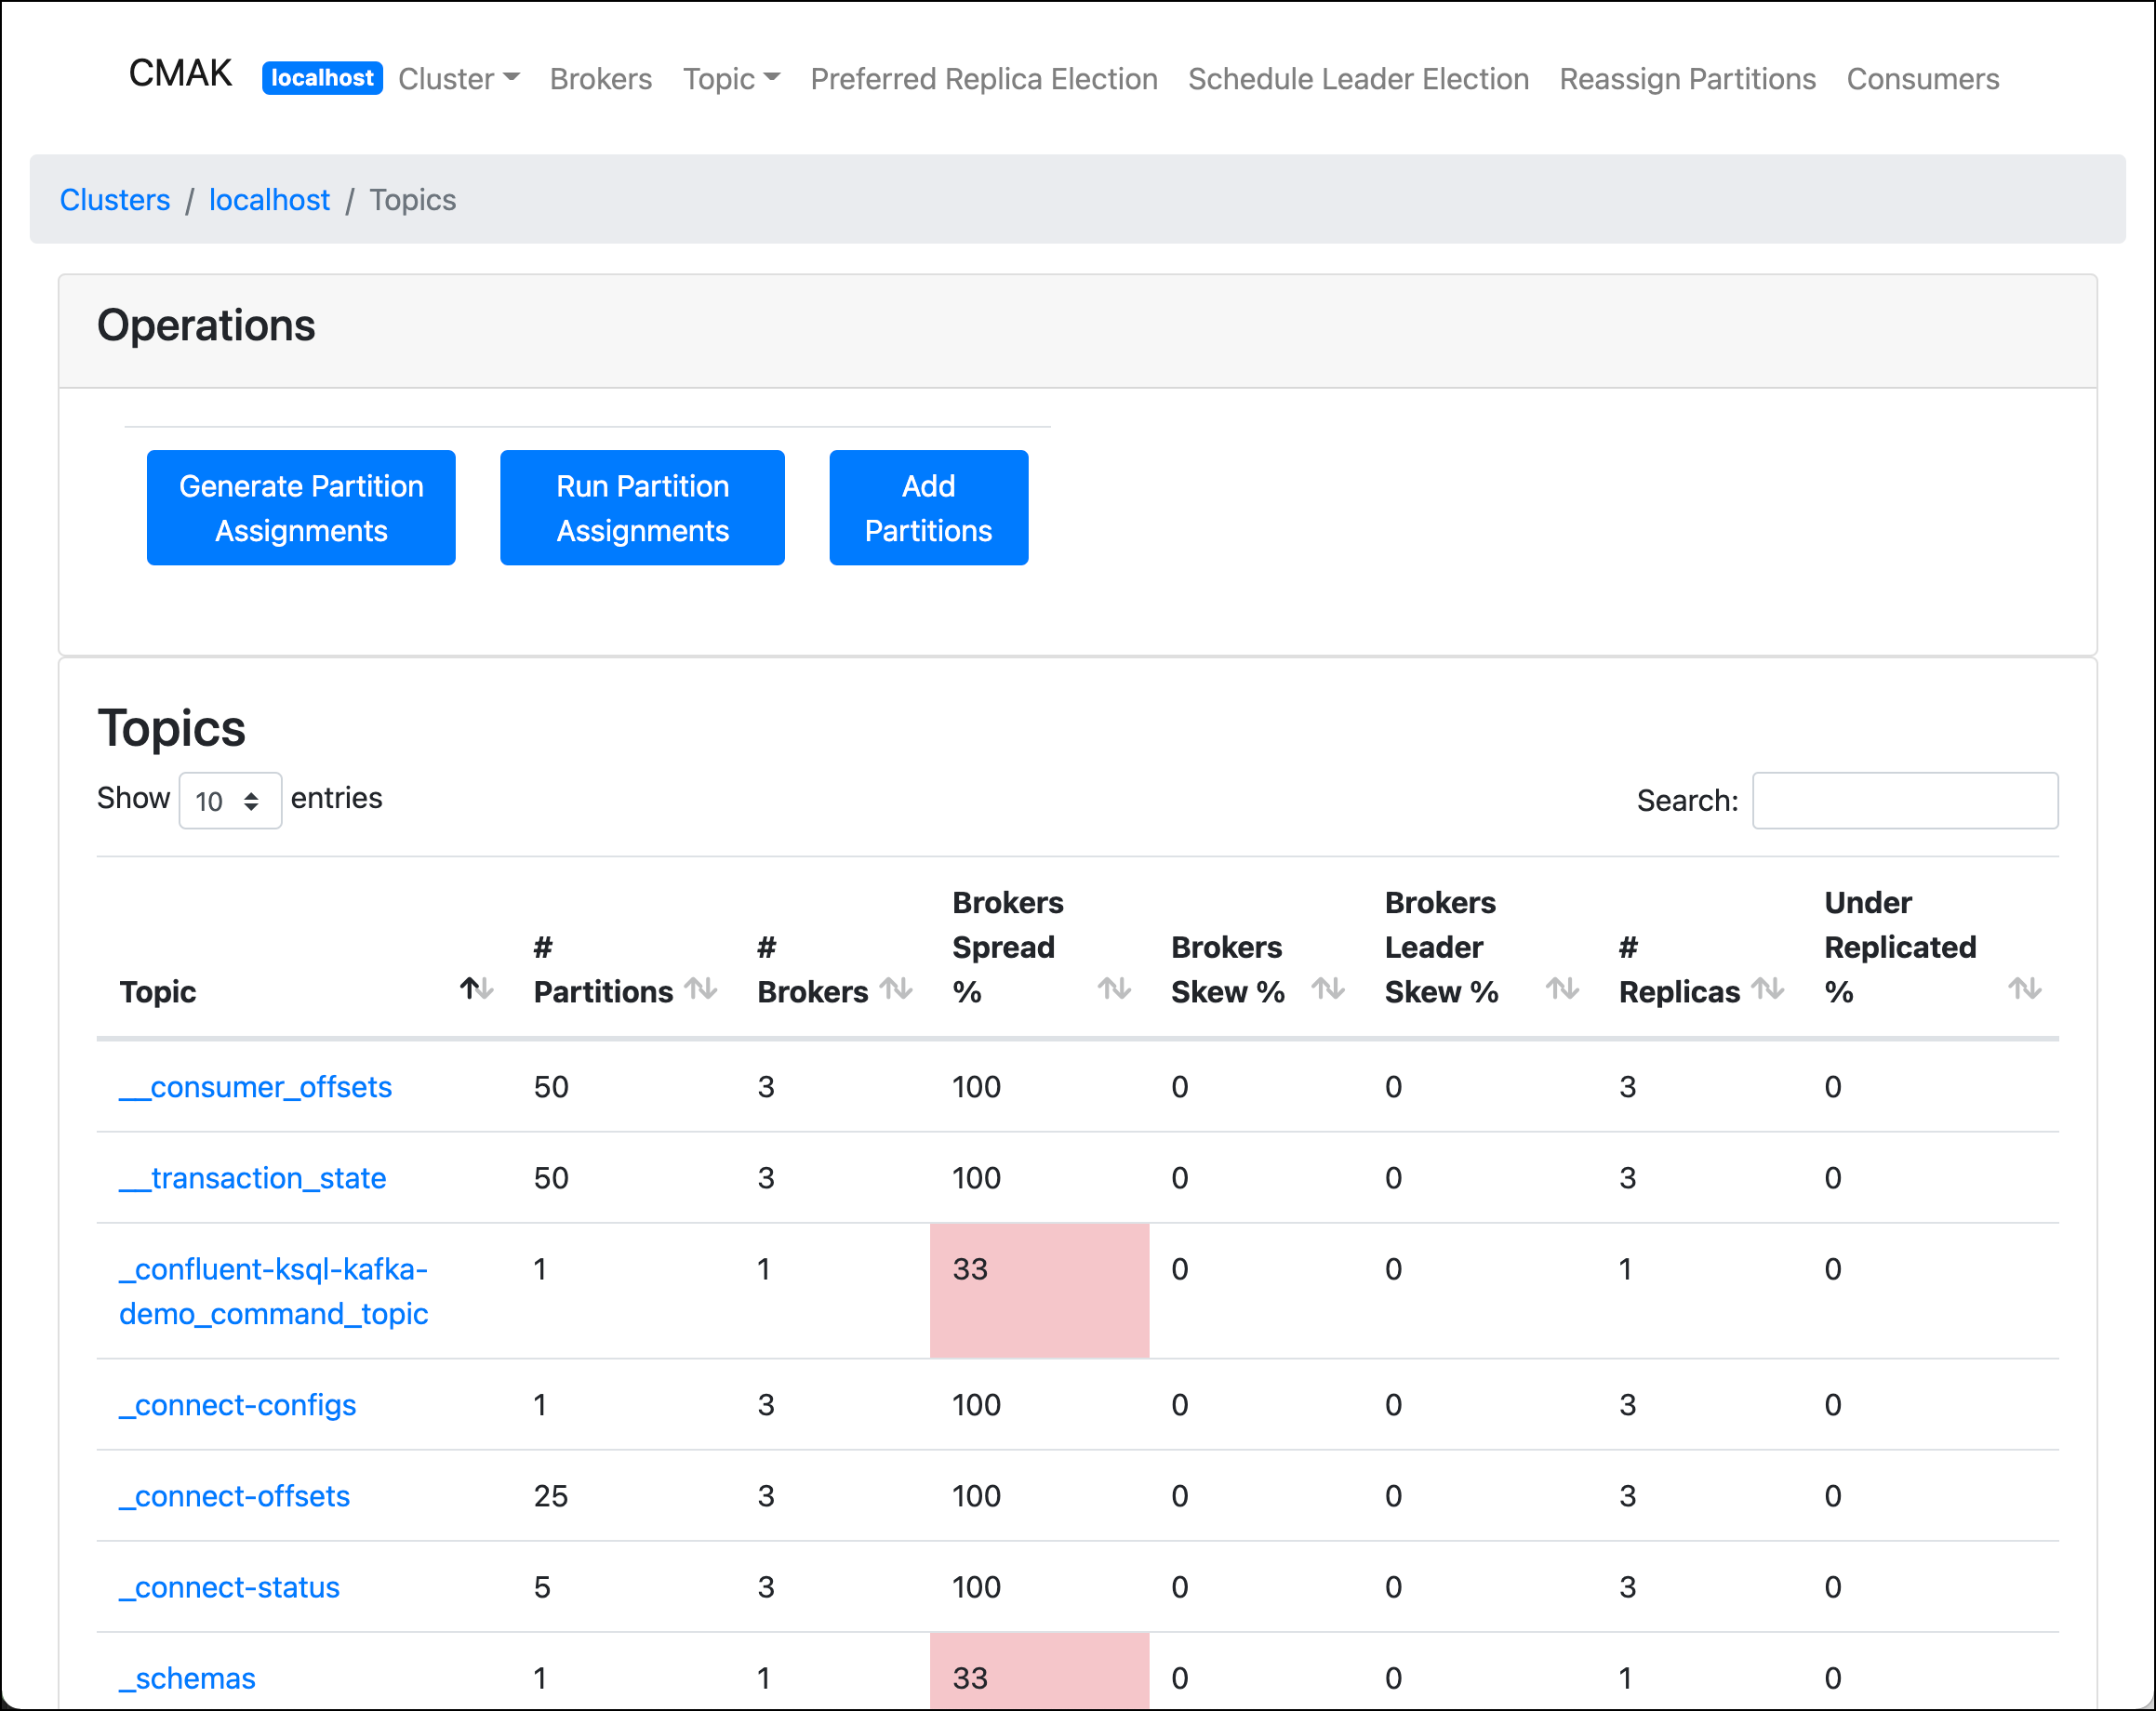 CMAK localhost Cluster Brokers Topic Preferred Replica Election Schedule Leader Election Reassign Partitions Consumers
Clusters / localhost / Topics
Operations
Generate Partition Assignments
Run Partition Assignments
Add Partitions
Topics
Show 10 entries
Search:
Topic # Partitions # Brokers Brokers Spread % Brokers Skew % Brokers Leader Skew % # Replicas Under Replicated %
__consumer_offsets 50 3 100 0 0 3 0
__transaction_state 50 3 100 0 0 3 0
_confluent-ksql-kafka-demo_command_topic 1 1 33 0 0 1 0
_connect-configs 1 3 100 0 0 3 0
_connect-offsets 25 3 100 0 0 3 0
_connect-status 5 3 100 0 0 3 0
_schemas 1 1 33 0 0 1 0